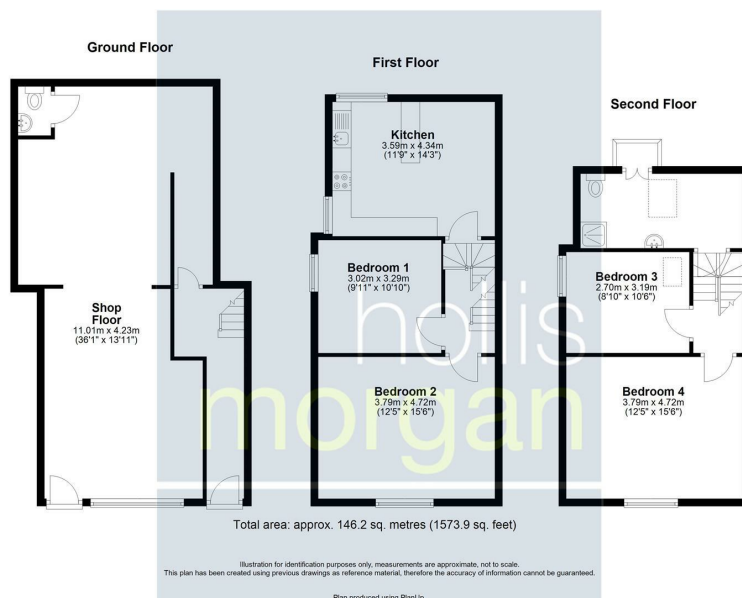 Ground Floor
First Floor
Second Floor
Kitchen
3.59m x 4.34m
(11'9" x 14'3")
Bedroom 1
3.02m x 3.29m
(9'11" x 10'10")
Bedroom 3
2.70m x 3.19m
(8'10" x 10'6")
Shop
Floor
11.01m x 4.23m
(36'1" x 13'11")
hollis
morgan
Bedroom 2
3.79m x 4.72m
(12'5" x 15'6")
Bedroom 4
3.79m x 4.72m
(12'5" x 15'6")
Total area: approx. 146.2 sq. metres (1573.9 sq. feet)
Illustration for identification purposes only, measurements are approximate, not to scale.
This plan has been created using previous drawings as reference material, therefore the accuracy of information cannot be guaranteed.
Plan produced using PlanUp.